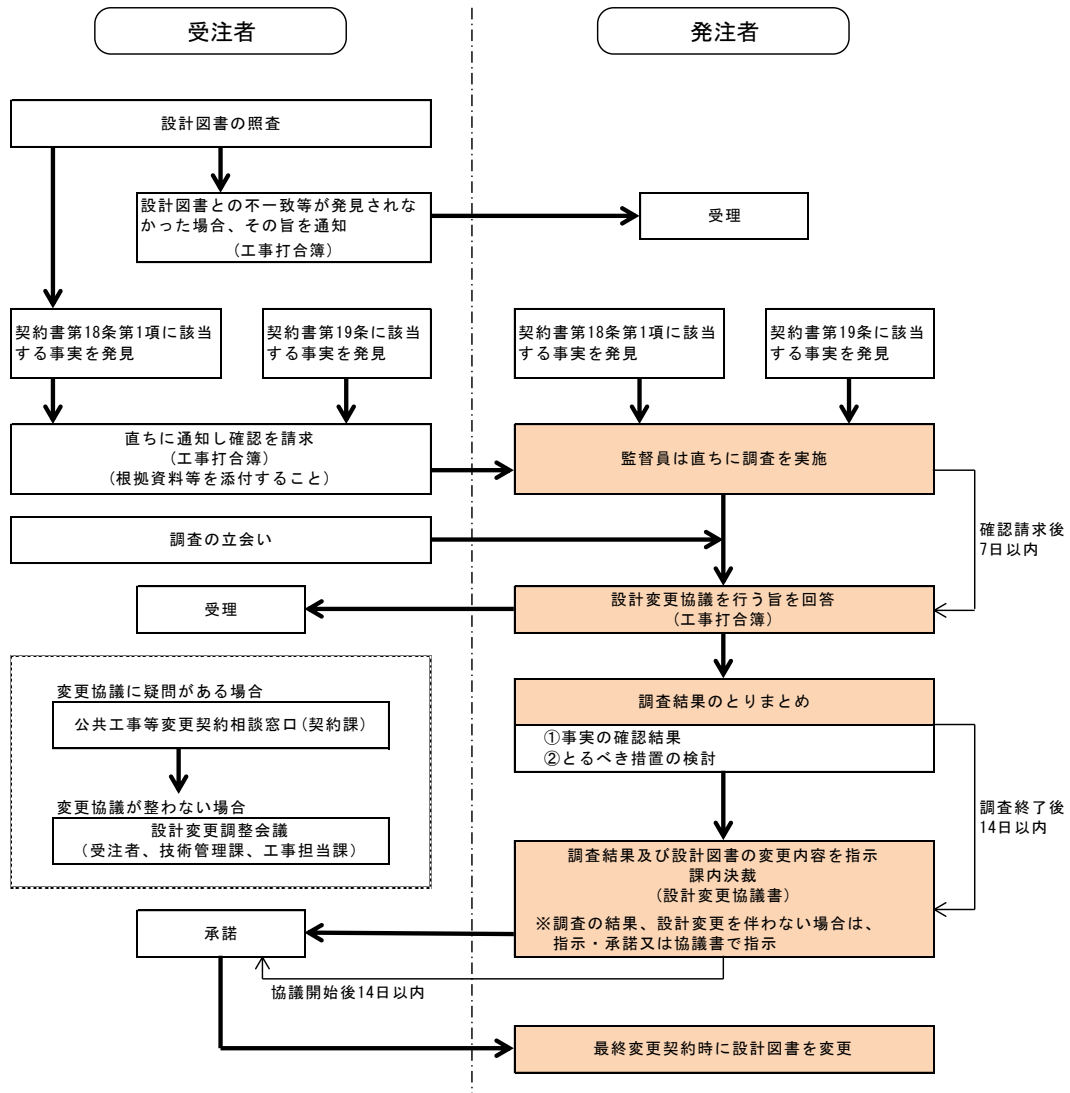 受注者
発注者
設計図書の照査
設計図書との不一致等が発見されな
かった場合、その旨を通知
(工事打合簿)
受理
契約書第18条第1項に該当
する事実を発見
契約書第19条に該当
する事実を発見
契約書第18条第1項に該当
する事実を発見
契約書第19条に該当
する事実を発見
直ちに通知し確認を請求
(工事打合簿)
(根拠資料等を添付すること)
監督員は直ちに調査を実施
調査の立会い
確認請求後
7日以内
受理
設計変更協議を行う旨を回答
(工事打合簿)
変更協議に疑問がある場合
公共工事等変更契約相談窓口(契約課)
変更協議が整わない場合
設計変更調整会議
(受注者、技術管理課、工事担当課)
調査結果のとりまとめ
①事実の確認結果
②とるべき措置の検討
調査終了後
14日以内
調査結果及び設計図書の変更内容を指示
課内決裁
(設計変更協議書)
※調査の結果、設計変更を伴わない場合は、
指示・承諾又は協議書で指示
承諾
協議開始後14日以内
最終変更契約時に設計図書を変更